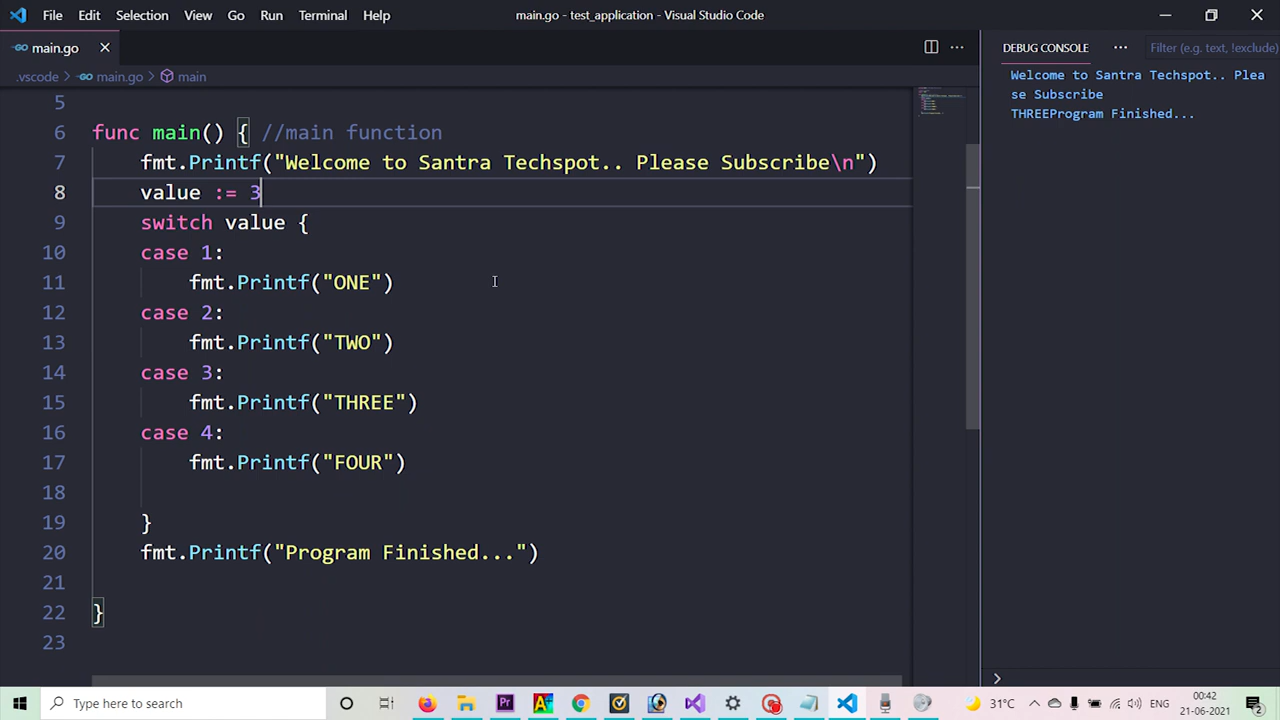 File Edit Selection View Go Run Terminal Help main.go - test_application - Visual Studio Code
main.go
.vscode > main.go > main
DEBUG CONSOLE Filter (e.g. text, !exclude)
Welcome to Santra Techspot.. Plea
se Subscribe
THREEProgram Finished...
5
6 func main() { //main function
7 fmt.Printf("Welcome to Santra Techspot.. Please Subscribe\n")
8 value := 3
9 switch value {
10 case 1:
11 fmt.Printf("ONE")
12 case 2:
13 fmt.Printf("TWO")
14 case 3:
15 fmt.Printf("THREE")
16 case 4:
17 fmt.Printf("FOUR")
18
19 }
20 fmt.Printf("Program Finished...")
21
22 }
23
Type here to search
31°C ENG 00:42
21-06-2021 2